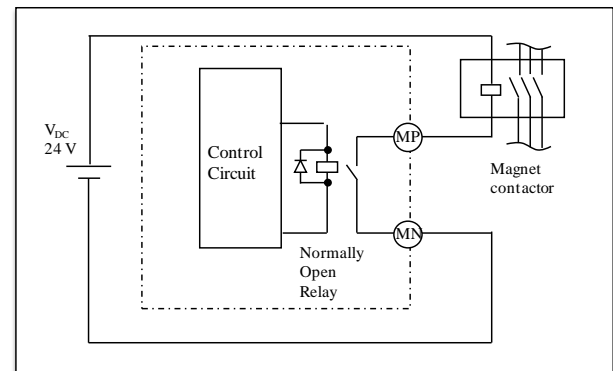 V_DC
24 V
Control
Circuit
MP
MN
Normally
Open
Relay
Magnet
contactor